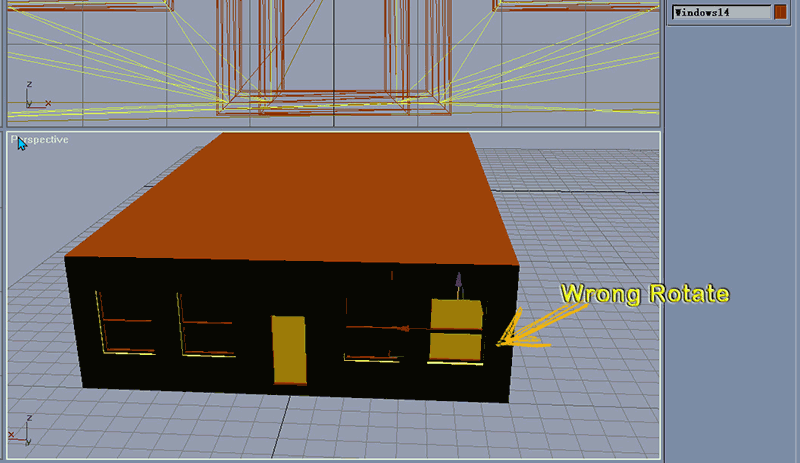 Windows14
z
y x
Perspective
Wrong Rotate
z
x
y